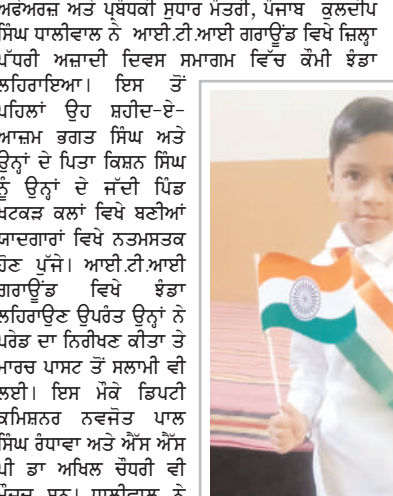 ਅਫੇਅਰਜ਼ ਅਤੇ ਪ੍ਰਬੰਧਕੀ ਸੁਧਾਰ ਮੰਤਰੀ, ਪੰਜਾਬ ਕੁਲਦੀਪ
ਸਿੰਘ ਧਾਲੀਵਾਲ ਨੇ ਆਈ.ਟੀ.ਆਈ ਗਰਾਊਂਡ ਵਿਖੇ ਜ਼ਿਲ੍ਹਾ
ਪੱਧਰੀ ਅਜ਼ਾਦੀ ਦਿਵਸ ਸਮਾਗਮ ਵਿੱਚ ਕੌਮੀ ਝੰਡਾ
ਲਹਿਰਾਇਆ। ਇਸ ਤੋਂ
ਪਹਿਲਾਂ ਉਹ ਸ਼ਹੀਦ-ਏ-
ਆਜ਼ਮ ਭਗਤ ਸਿੰਘ ਅਤੇ
ਉਨ੍ਹਾਂ ਦੇ ਪਿਤਾ ਕਿਸ਼ਨ ਸਿੰਘ
ਨੂੰ ਉਨ੍ਹਾਂ ਦੇ ਜੱਦੀ ਪਿੰਡ
ਖਟਕੜ ਕਲਾਂ ਵਿਖੇ ਬਣੀਆਂ
ਯਾਦਗਾਰਾਂ ਵਿਖੇ ਨਤਮਸਤਕ
ਹੋਣ ਪੁੱਜੇ। ਆਈ.ਟੀ.ਆਈ
ਗਰਾਊਂਡ ਵਿਖੇ ਝੰਡਾ
ਲਹਿਰਾਉਣ ਉਪਰੰਤ ਉਨ੍ਹਾਂ ਨੇ
ਪਰੇਡ ਦਾ ਨਿਰੀਖਣ ਕੀਤਾ ਤੇ
ਮਾਰਚ ਪਾਸਟ ਤੋਂ ਸਲਾਮੀ ਵੀ
ਲਈ। ਇਸ ਮੌਕੇ ਡਿਪਟੀ
ਕਮਿਸ਼ਨਰ ਨਵਜੋਤ ਪਾਲ
ਸਿੰਘ ਰੰਧਾਵਾ ਅਤੇ ਐੱਸ ਐੱਸ
ਪੀ ਡਾ ਅਖਿਲ ਚੌਧਰੀ ਵੀ
ਮੌਜੂਦ ਸਨ। ਧਾਲੀਵਾਲ ਨੇ